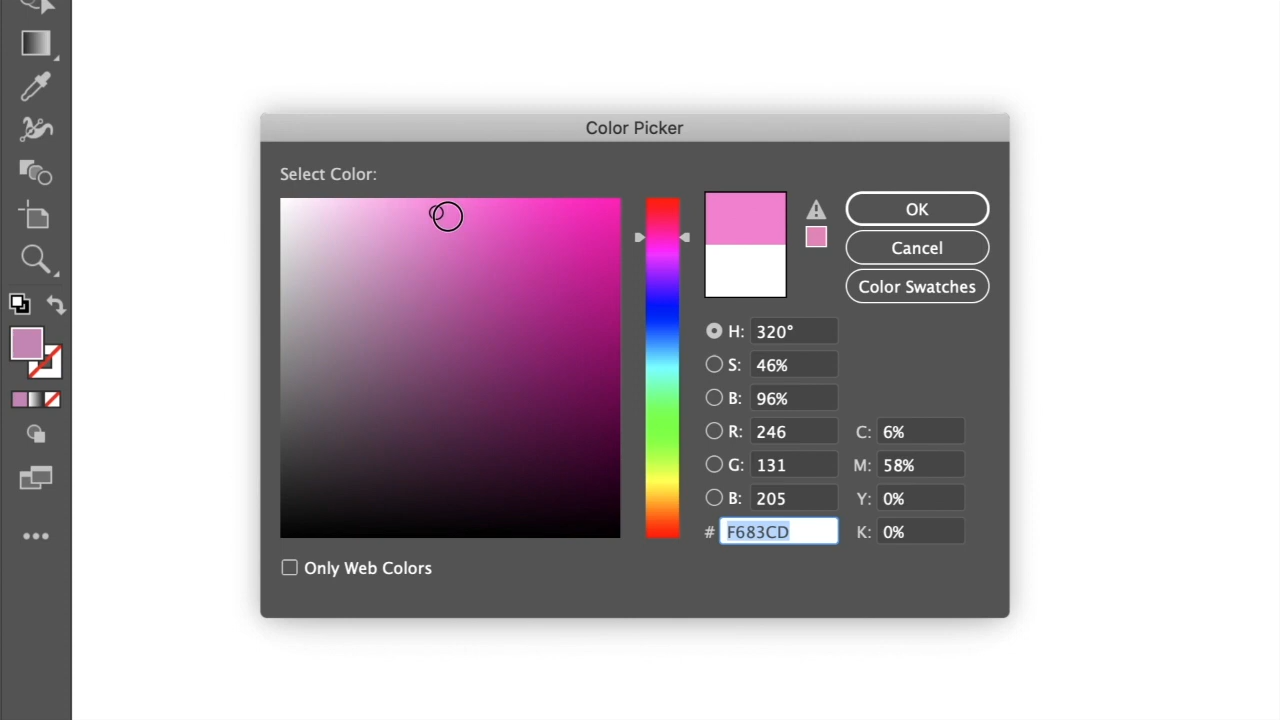 Color Picker
Select Color:
OK
Cancel
Color Swatches
H: 320°
S: 46%
B: 96%
R: 246 C: 6%
G: 131 M: 58%
B: 205 Y: 0%
# F683CD K: 0%
Only Web Colors